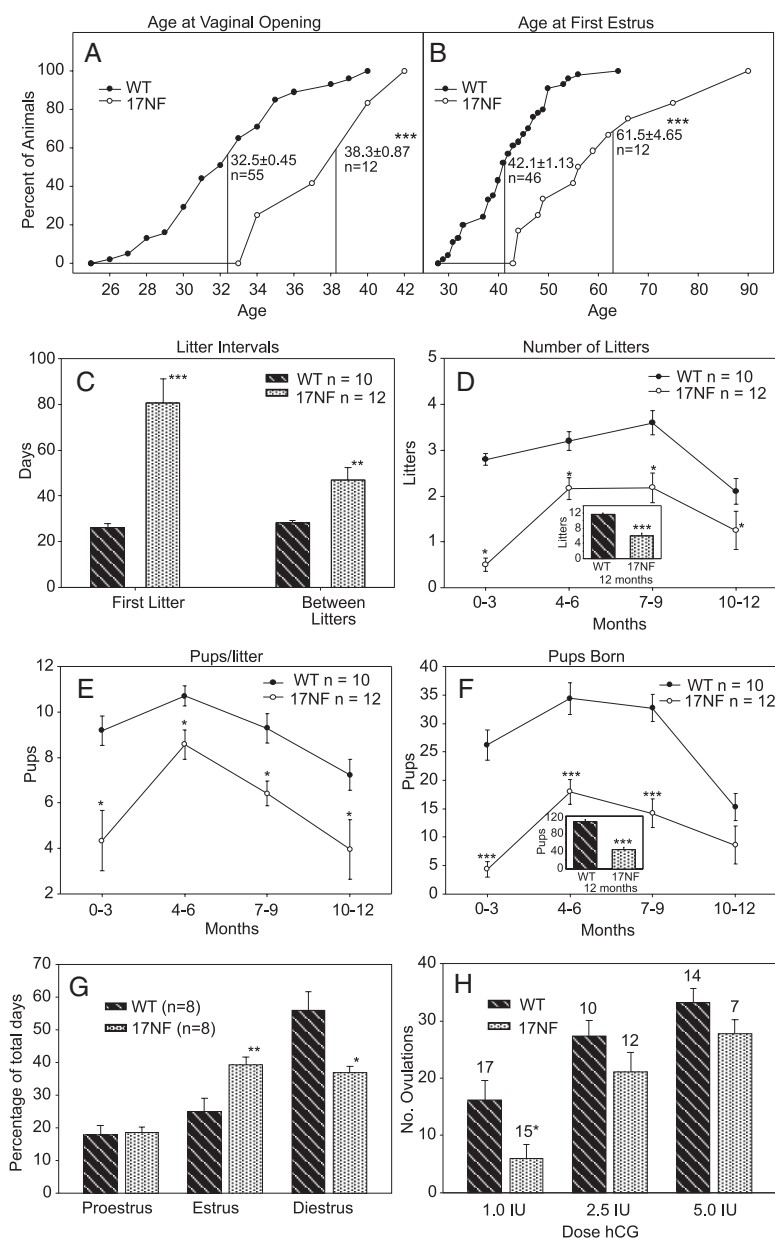 Age at Vaginal Opening
Age at First Estrus
A
WT
17NF
32.5±0.45
n=55
38.3±0.87
n=12
***
Percent of Animals
100
80
60
40
20
0
26 28 30 32 34 36 38 40 42
Age
B
WT
17NF
42.1±1.13
n=46
61.5±4.65
n=12
***
30 40 50 60 70 80 90
Age
Litter Intervals
C
WT n = 10
17NF n = 12
***
**
Days
100
80
60
40
20
0
First Litter
Between
Litters
Number of Litters
D
WT n = 10
17NF n = 12
Litters
5
4
3
2
1
0
*
*
*
*
Litters
12
8
4
0
***
WT 17NF
12 months
0-3 4-6 7-9 10-12
Months
Pups/litter
E
WT n = 10
17NF n = 12
Pups
12
10
8
6
4
2
*
*
*
*
0-3 4-6 7-9 10-12
Months
Pups Born
F
WT n = 10
17NF n = 12
Pups
40
35
30
25
20
15
10
5
0
***
***
***
Pups
120
80
40
0
***
WT 17NF
12 months
0-3 4-6 7-9 10-12
Months
G
WT (n=8)
17NF (n=8)
**
*
Percentage of total days
70
60
50
40
30
20
10
0
Proestrus Estrus Diestrus
H
WT
17NF
No. Ovulations
40
30
20
10
0
17
15*
10
12
14
7
1.0 IU 2.5 IU 5.0 IU
Dose hCG